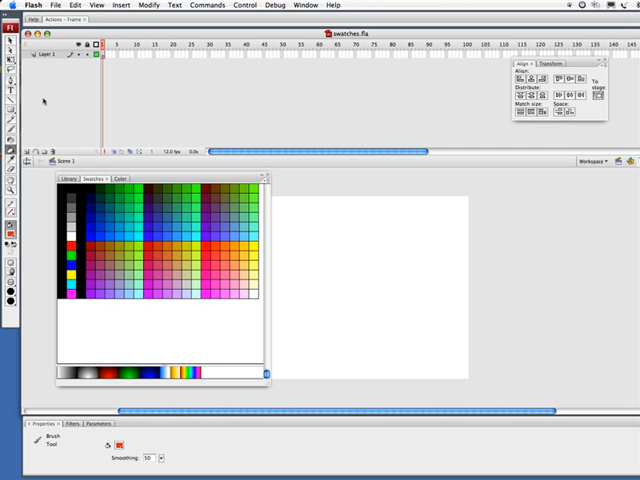 Flash File Edit View Insert Modify Text Commands Control Debug Window Help
Help Actions - Frame ×
swatches.fla
Layer 1
1 5 10 15 20 25 30 35 40 45 50 55 60 65 70 75 80 85 90 95 100 105 110 115 120 125 130 135 140 145
Align × Transform
Align:
To stage:
Distribute:
Match size: Space:
1 12.0 fps 0.0s
Scene 1
Workspace
Library Swatches × Color
Properties × Filters Parameters
Brush
Tool
Smoothing: 50